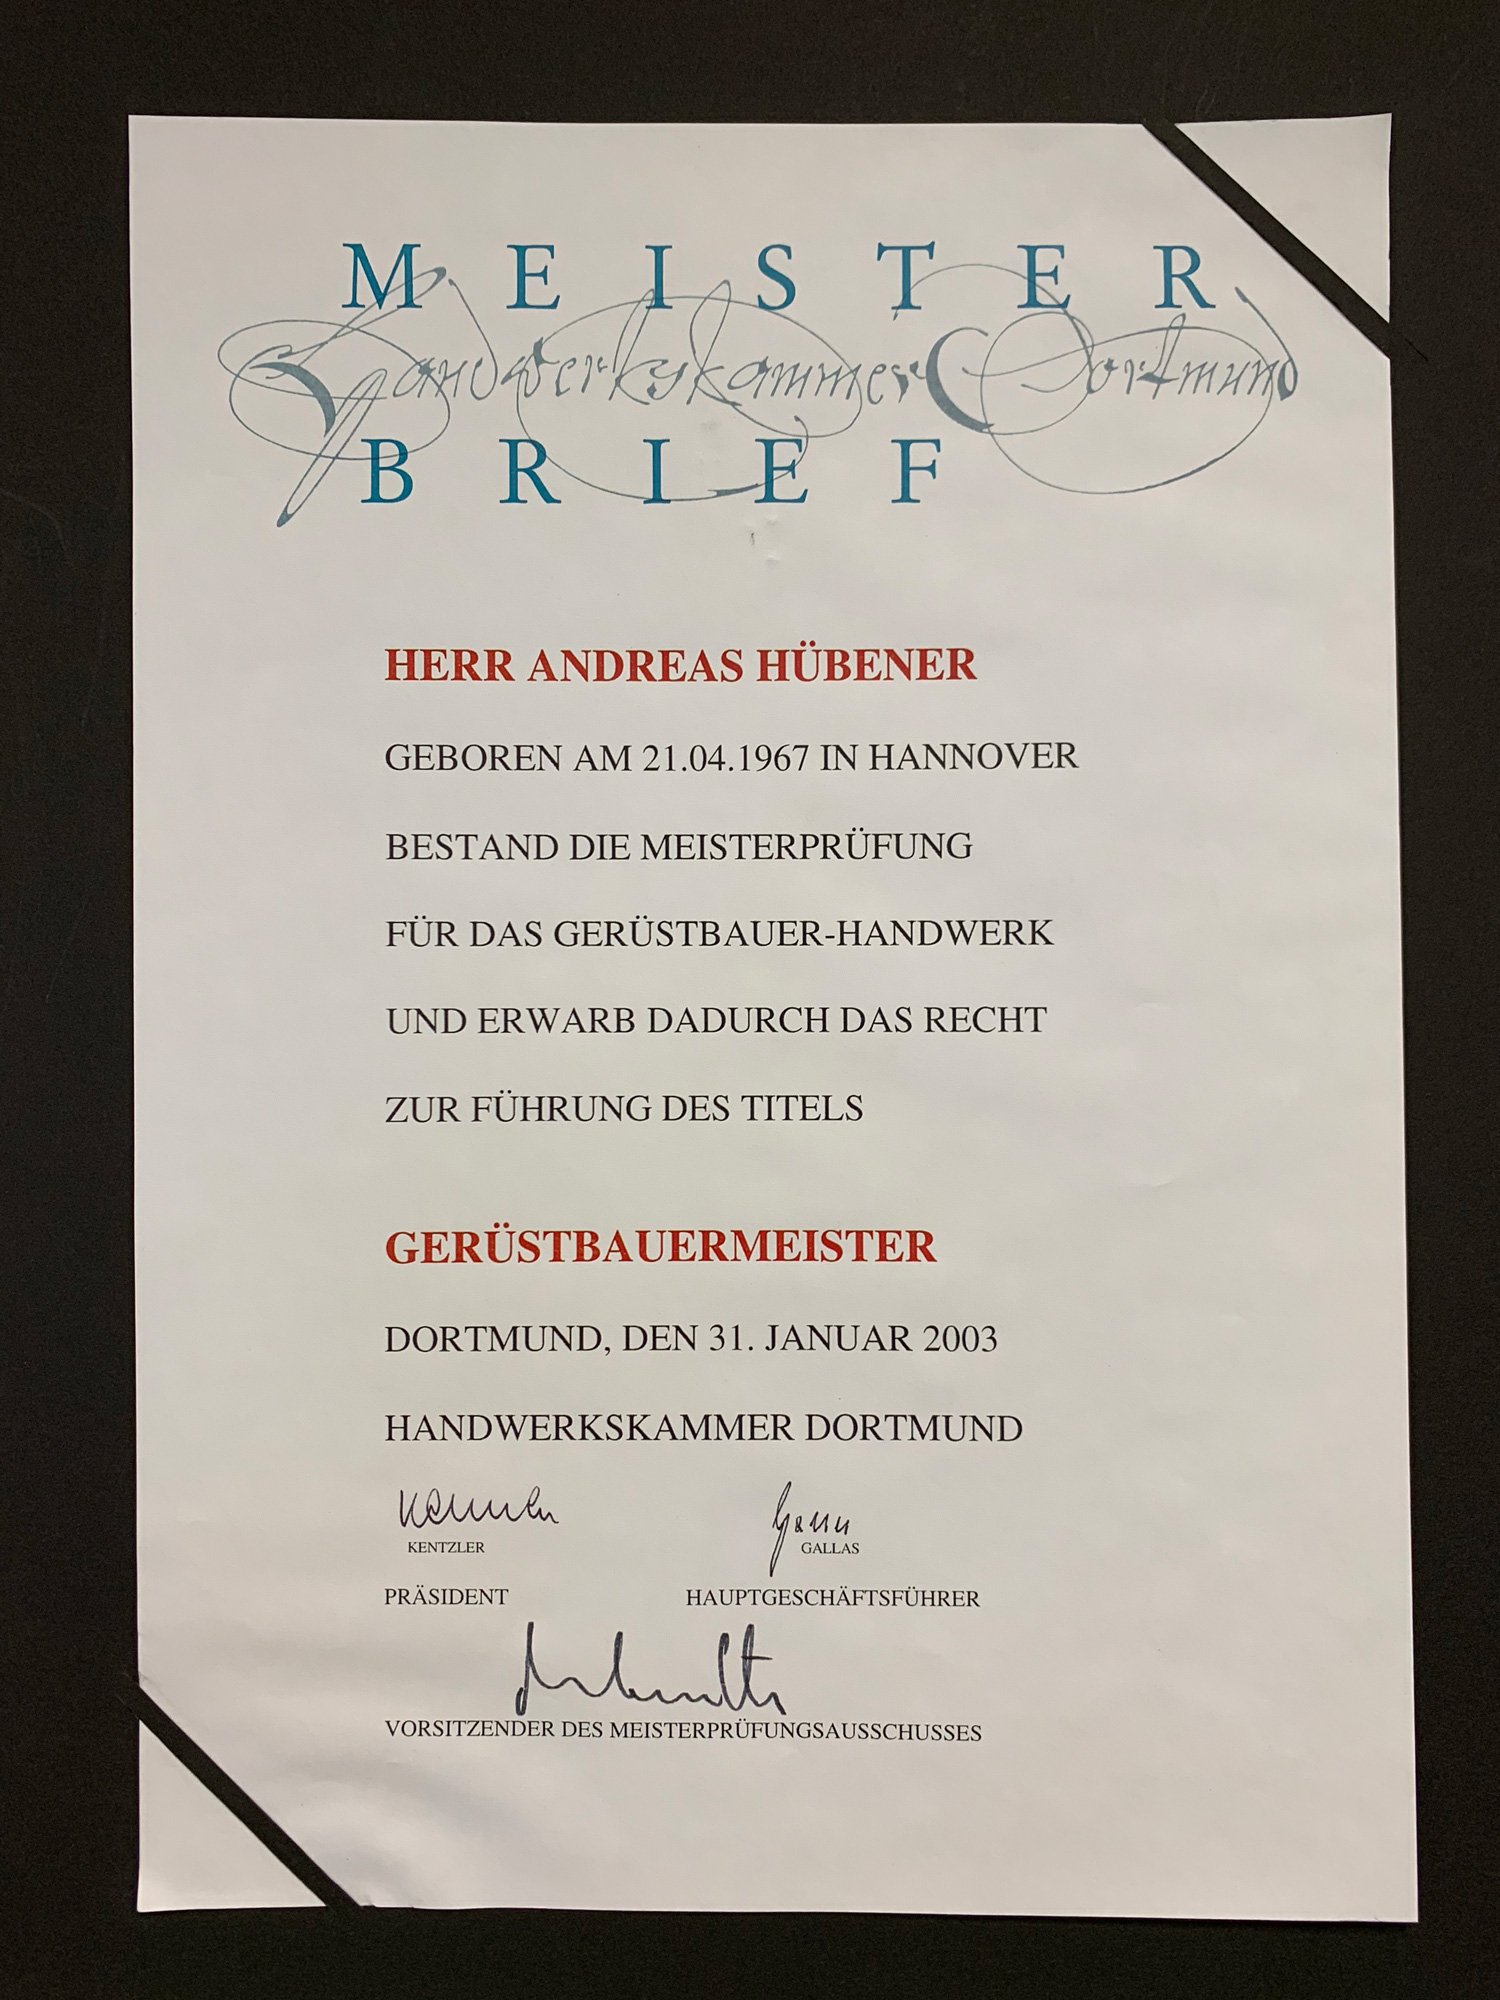 MEISTER
Handwerkskammer Dortmund
BRIEF
HERR ANDREAS HÜBENER
GEBOREN AM 21.04.1967 IN HANNOVER
BESTAND DIE MEISTERPRÜFUNG
FÜR DAS GERÜSTBAUER-HANDWERK
UND ERWARB DADURCH DAS RECHT
ZUR FÜHRUNG DES TITELS
GERÜSTBAUERMEISTER
DORTMUND, DEN 31. JANUAR 2003
HANDWERKSKAMMER DORTMUND
KENTZLER GALLAS
PRÄSIDENT HAUPTGESCHÄFTSFÜHRER
VORSITZENDER DES MEISTERPRÜFUNGSAUSSCHUSSES